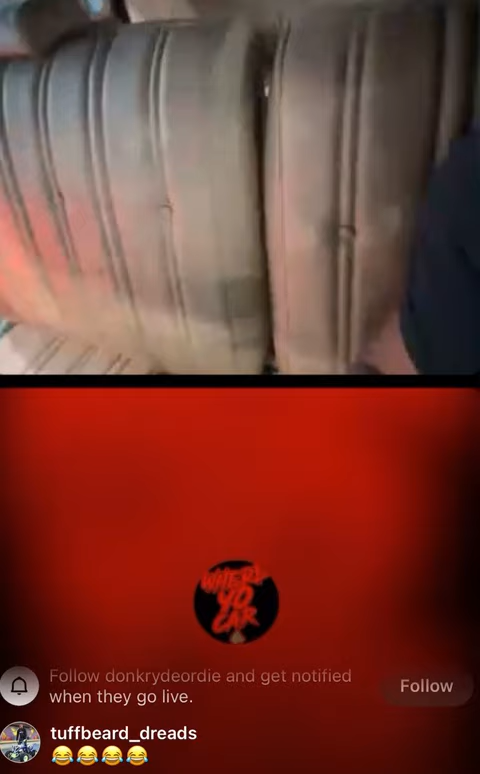 WHERE
YO
CAR
Follow donkrydeordie and get notified
when they go live.
Follow
tuffbeard_dreads
😂😂😂😂